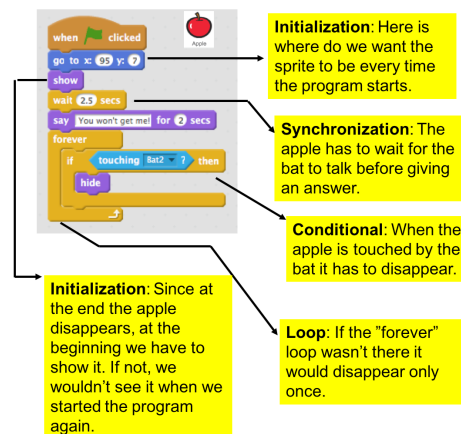 when clicked
Apple
go to x: 95 y: 7
show
wait 2.5 secs
say You won't get me! for 2 secs
forever
if touching Bat2 ? then
hide
Initialization: Here is
where do we want the
sprite to be every time
the program starts.
Synchronization: The
apple has to wait for the
bat to talk before giving
an answer.
Conditional: When the
apple is touched by the
bat it has to disappear.
Initialization: Since at
the end the apple
disappears, at the
beginning we have to
show it. If not, we
wouldn't see it when we
started the program
again.
Loop: If the ”forever”
loop wasn't there it
would disappear only
once.